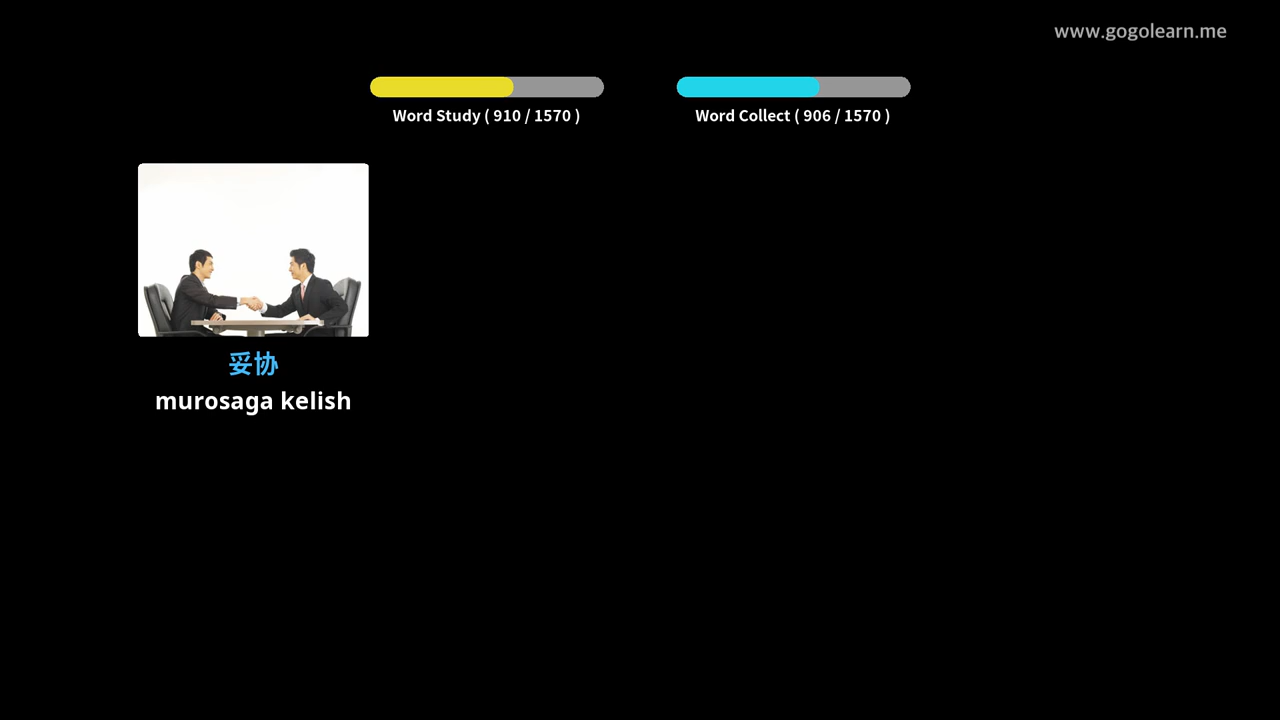 www.gogolearn.me
Word Study ( 910 / 1570 )
Word Collect ( 906 / 1570 )
妥协
murosaga kelish